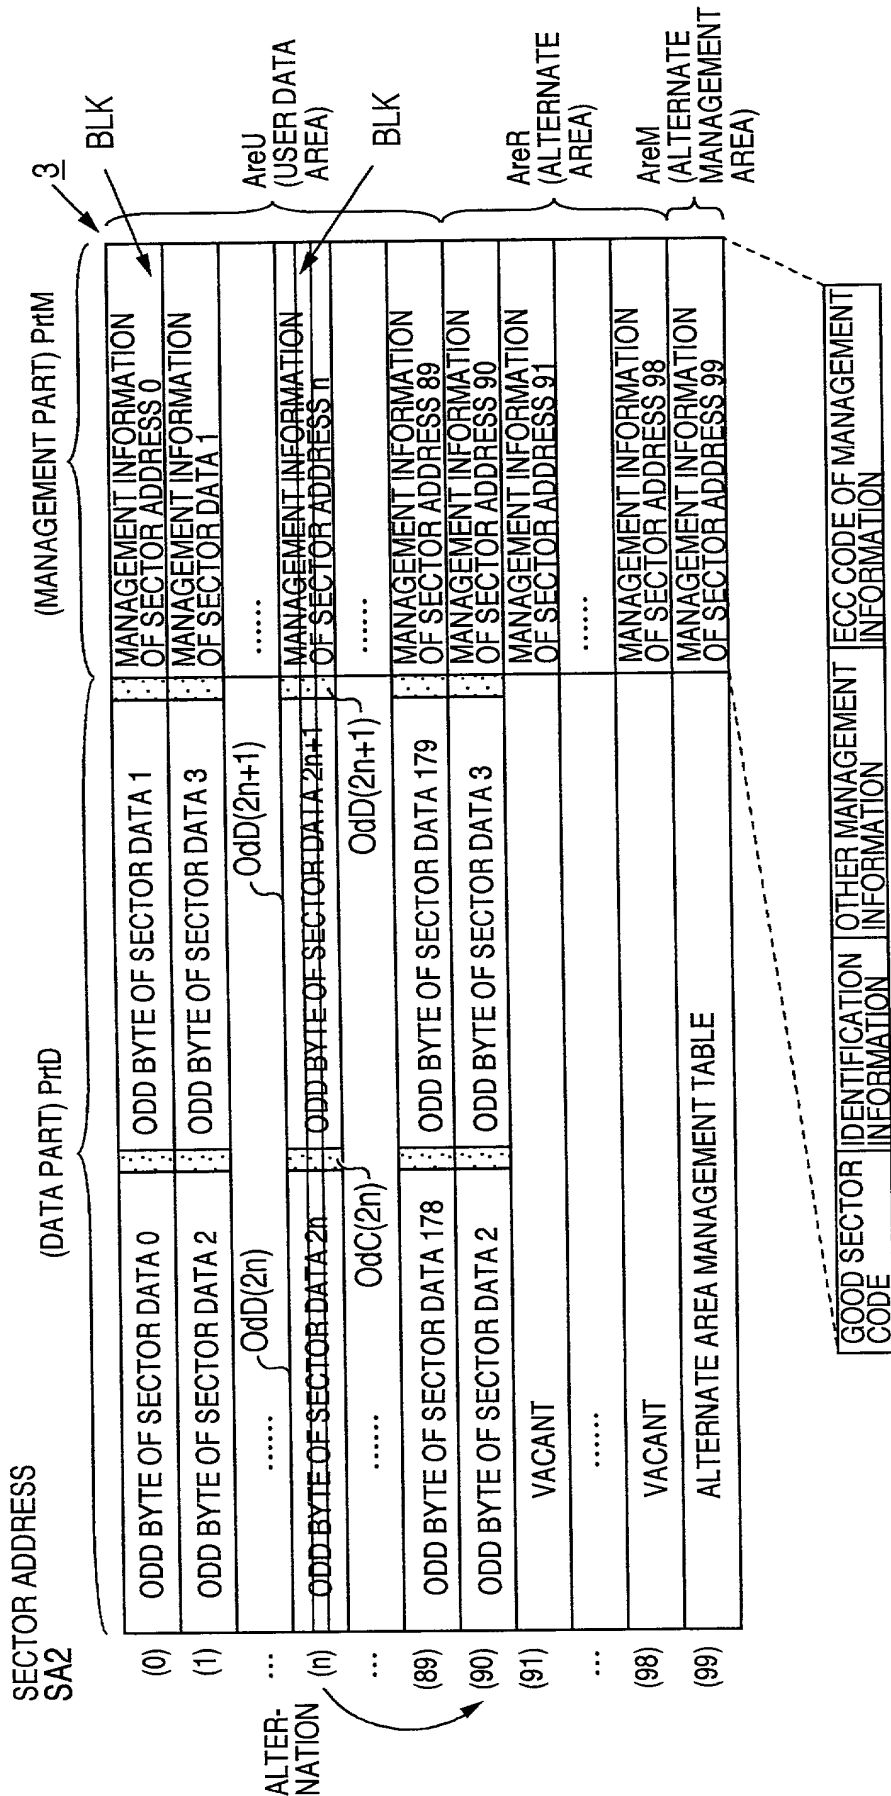 3
(DATA PART) PrtD
(MANAGEMENT PART) PrtM
BLK
SECTOR ADDRESS
SA2
(0)
ODD BYTE OF SECTOR DATA 0
ODD BYTE OF SECTOR DATA 1
MANAGEMENT INFORMATION
OF SECTOR ADDRESS 0
(1)
ODD BYTE OF SECTOR DATA 2
ODD BYTE OF SECTOR DATA 3
MANAGEMENT INFORMATION
OF SECTOR DATA 1
...
......
OdD(2n)
OdD(2n+1)
......
AreU
(USER DATA
AREA)
(n)
ODD BYTE OF SECTOR DATA 2n
ODD BYTE OF SECTOR DATA 2n+1
MANAGEMENT INFORMATION
OF SECTOR ADDRESS n
BLK
ALTER-
NATION
...
......
OdC(2n)
OdD(2n+1)
......
(89)
ODD BYTE OF SECTOR DATA 178
ODD BYTE OF SECTOR DATA 179
MANAGEMENT INFORMATION
OF SECTOR ADDRESS 89
(90)
ODD BYTE OF SECTOR DATA 2
ODD BYTE OF SECTOR DATA 3
MANAGEMENT INFORMATION
OF SECTOR ADDRESS 90
(91)
VACANT
MANAGEMENT INFORMATION
OF SECTOR ADDRESS 91
AreR
(ALTERNATE
AREA)
...
......
......
(98)
VACANT
MANAGEMENT INFORMATION
OF SECTOR ADDRESS 98
(99)
ALTERNATE AREA MANAGEMENT TABLE
MANAGEMENT INFORMATION
OF SECTOR ADDRESS 99
AreM
(ALTERNATE
MANAGEMENT
AREA)
GOOD SECTOR
CODE
IDENTIFICATION
INFORMATION
OTHER MANAGEMENT
INFORMATION
ECC CODE OF MANAGEMENT
INFORMATION